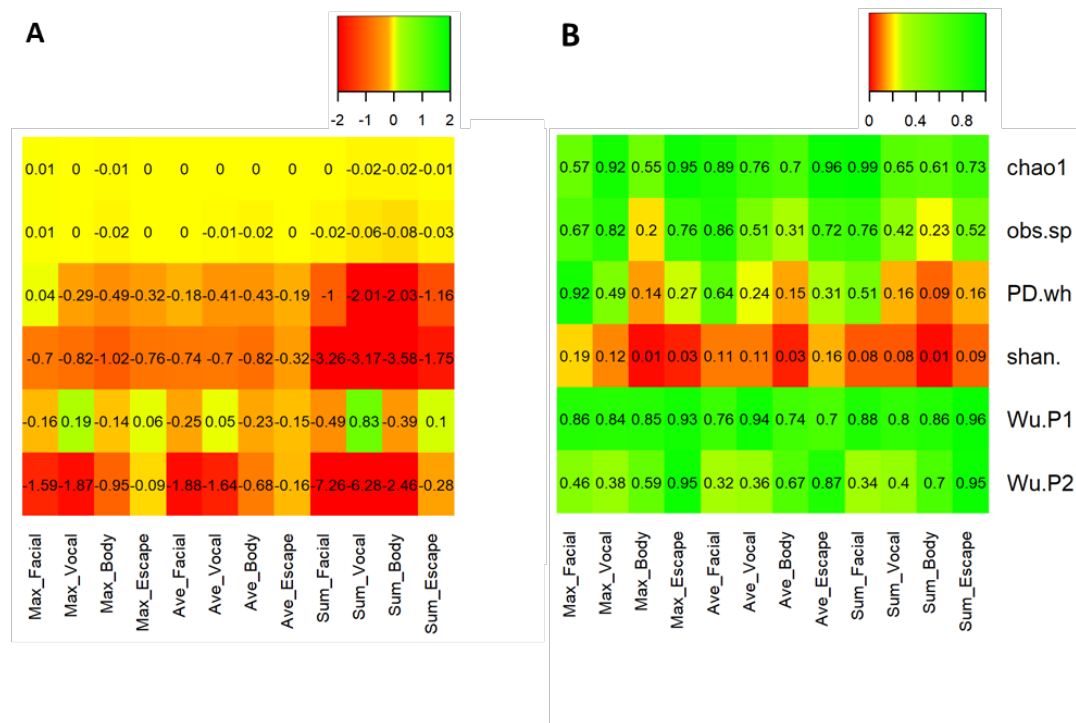 A
-2 -1 0 1 2
0.01 0 -0.01 0 0 0 0 0 0 -0.02 -0.02 -0.01
0.01 0 -0.02 0 0 -0.01 -0.02 0 -0.02 -0.06 -0.08 -0.03
0.04 -0.29 -0.49 -0.32 -0.18 -0.41 -0.43 -0.19 -1 -2.01 -2.03 -1.16
-0.7 -0.82 -1.02 -0.76 -0.74 -0.7 -0.82 -0.32 -3.26 -3.17 -3.58 -1.75
-0.16 0.19 -0.14 0.06 -0.25 0.05 -0.23 -0.15 -0.49 0.83 -0.39 0.1
-1.59 -1.87 -0.95 -0.09 -1.88 -1.64 -0.68 -0.16 -7.26 -6.28 -2.46 -0.28
Max_Facial
Max_Vocal
Max_Body
Max_Escape
Ave_Facial
Ave_Vocal
Ave_Body
Ave_Escape
Sum_Facial
Sum_Vocal
Sum_Body
Sum_Escape
B
0 0.4 0.8
0.57 0.92 0.55 0.95 0.89 0.76 0.7 0.96 0.99 0.65 0.61 0.73 chao1
0.67 0.82 0.2 0.76 0.86 0.51 0.31 0.72 0.76 0.42 0.23 0.52 obs.sp
0.92 0.49 0.14 0.27 0.64 0.24 0.15 0.31 0.51 0.16 0.09 0.16 PD.wh
0.19 0.12 0.01 0.03 0.11 0.11 0.03 0.16 0.08 0.08 0.01 0.09 shan.
0.86 0.84 0.85 0.93 0.76 0.94 0.74 0.7 0.88 0.8 0.86 0.96 Wu.P1
0.46 0.38 0.59 0.95 0.32 0.36 0.67 0.87 0.34 0.4 0.7 0.95 Wu.P2
Max_Facial
Max_Vocal
Max_Body
Max_Escape
Ave_Facial
Ave_Vocal
Ave_Body
Ave_Escape
Sum_Facial
Sum_Vocal
Sum_Body
Sum_Escape